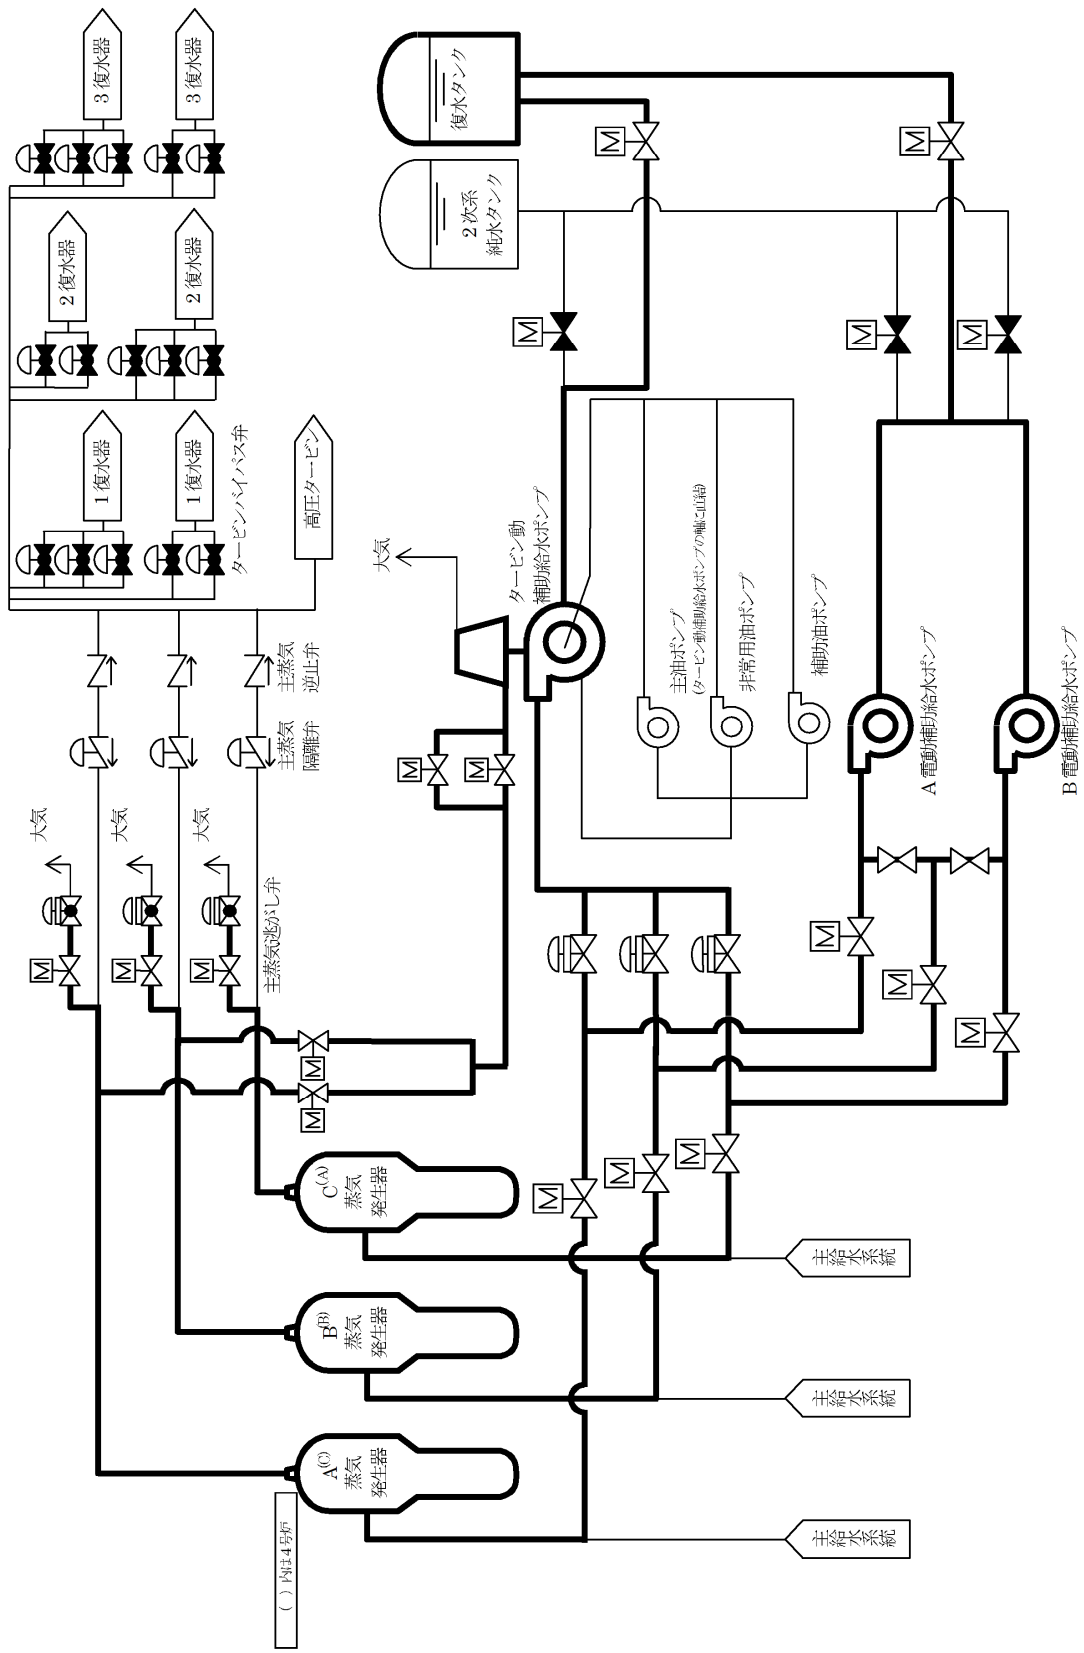 3復水器
3復水器
2復水器
2復水器
1復水器
1復水器
タービンバイパス弁
高圧タービン
復水タンク
2次系
純水タンク
M
M
M
M
M
大気
タービン動
補助給水ポンプ
主油ポンプ
(タービン動補助給水ポンプの軸に直結)
非常用油ポンプ
補助油ポンプ
A電動補助給水ポンプ
B電動補助給水ポンプ
主蒸気
逆止弁
主蒸気
隔離弁
大気
大気
大気
主蒸気逃がし弁
M
M
M
M
M
M
M
M
M
M
M
M
M
M
C(A)
蒸気
発生器
B(B)
蒸気
発生器
A(C)
蒸気
発生器
主給水系統
主給水系統
主給水系統
( )内は4号炉